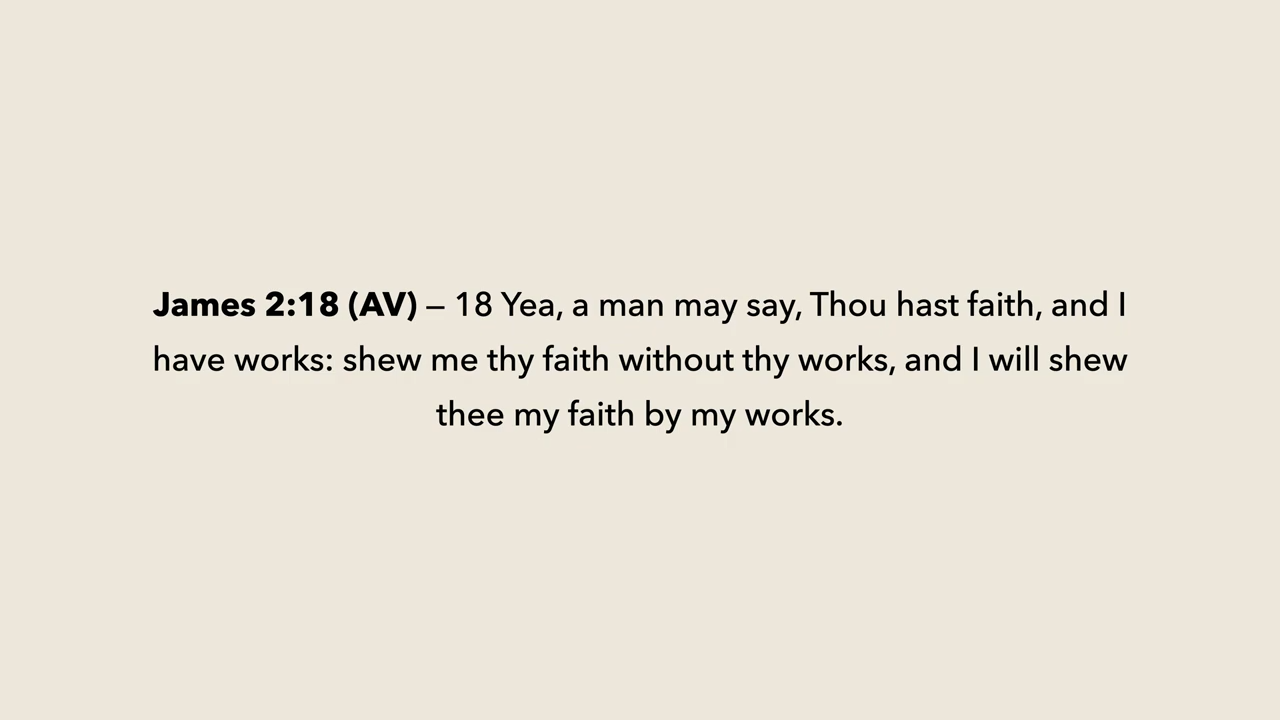 James 2:18 (AV) – 18 Yea, a man may say, Thou hast faith, and I
have works: shew me thy faith without thy works, and I will shew
thee my faith by my works.